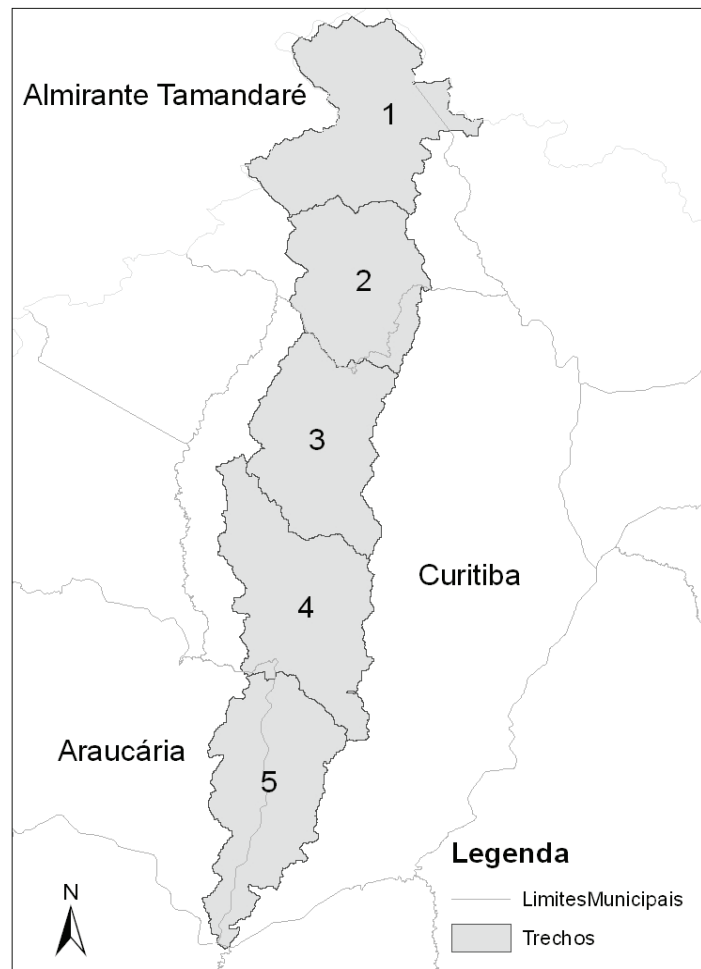 Almirante Tamandaré
1
2
3
Curitiba
4
Araucária
5
Legenda
LimitesMunicipais
Trechos
N